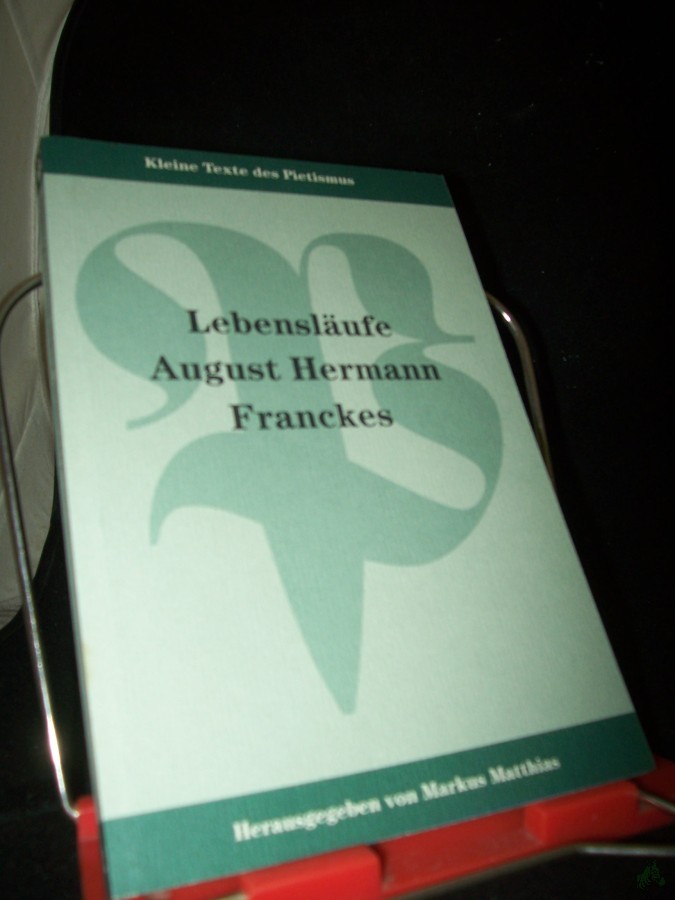 Kleine Texte des Pietismus
Lebensläufe
August Hermann
Franckes
Herausgegeben von Markus Matthias